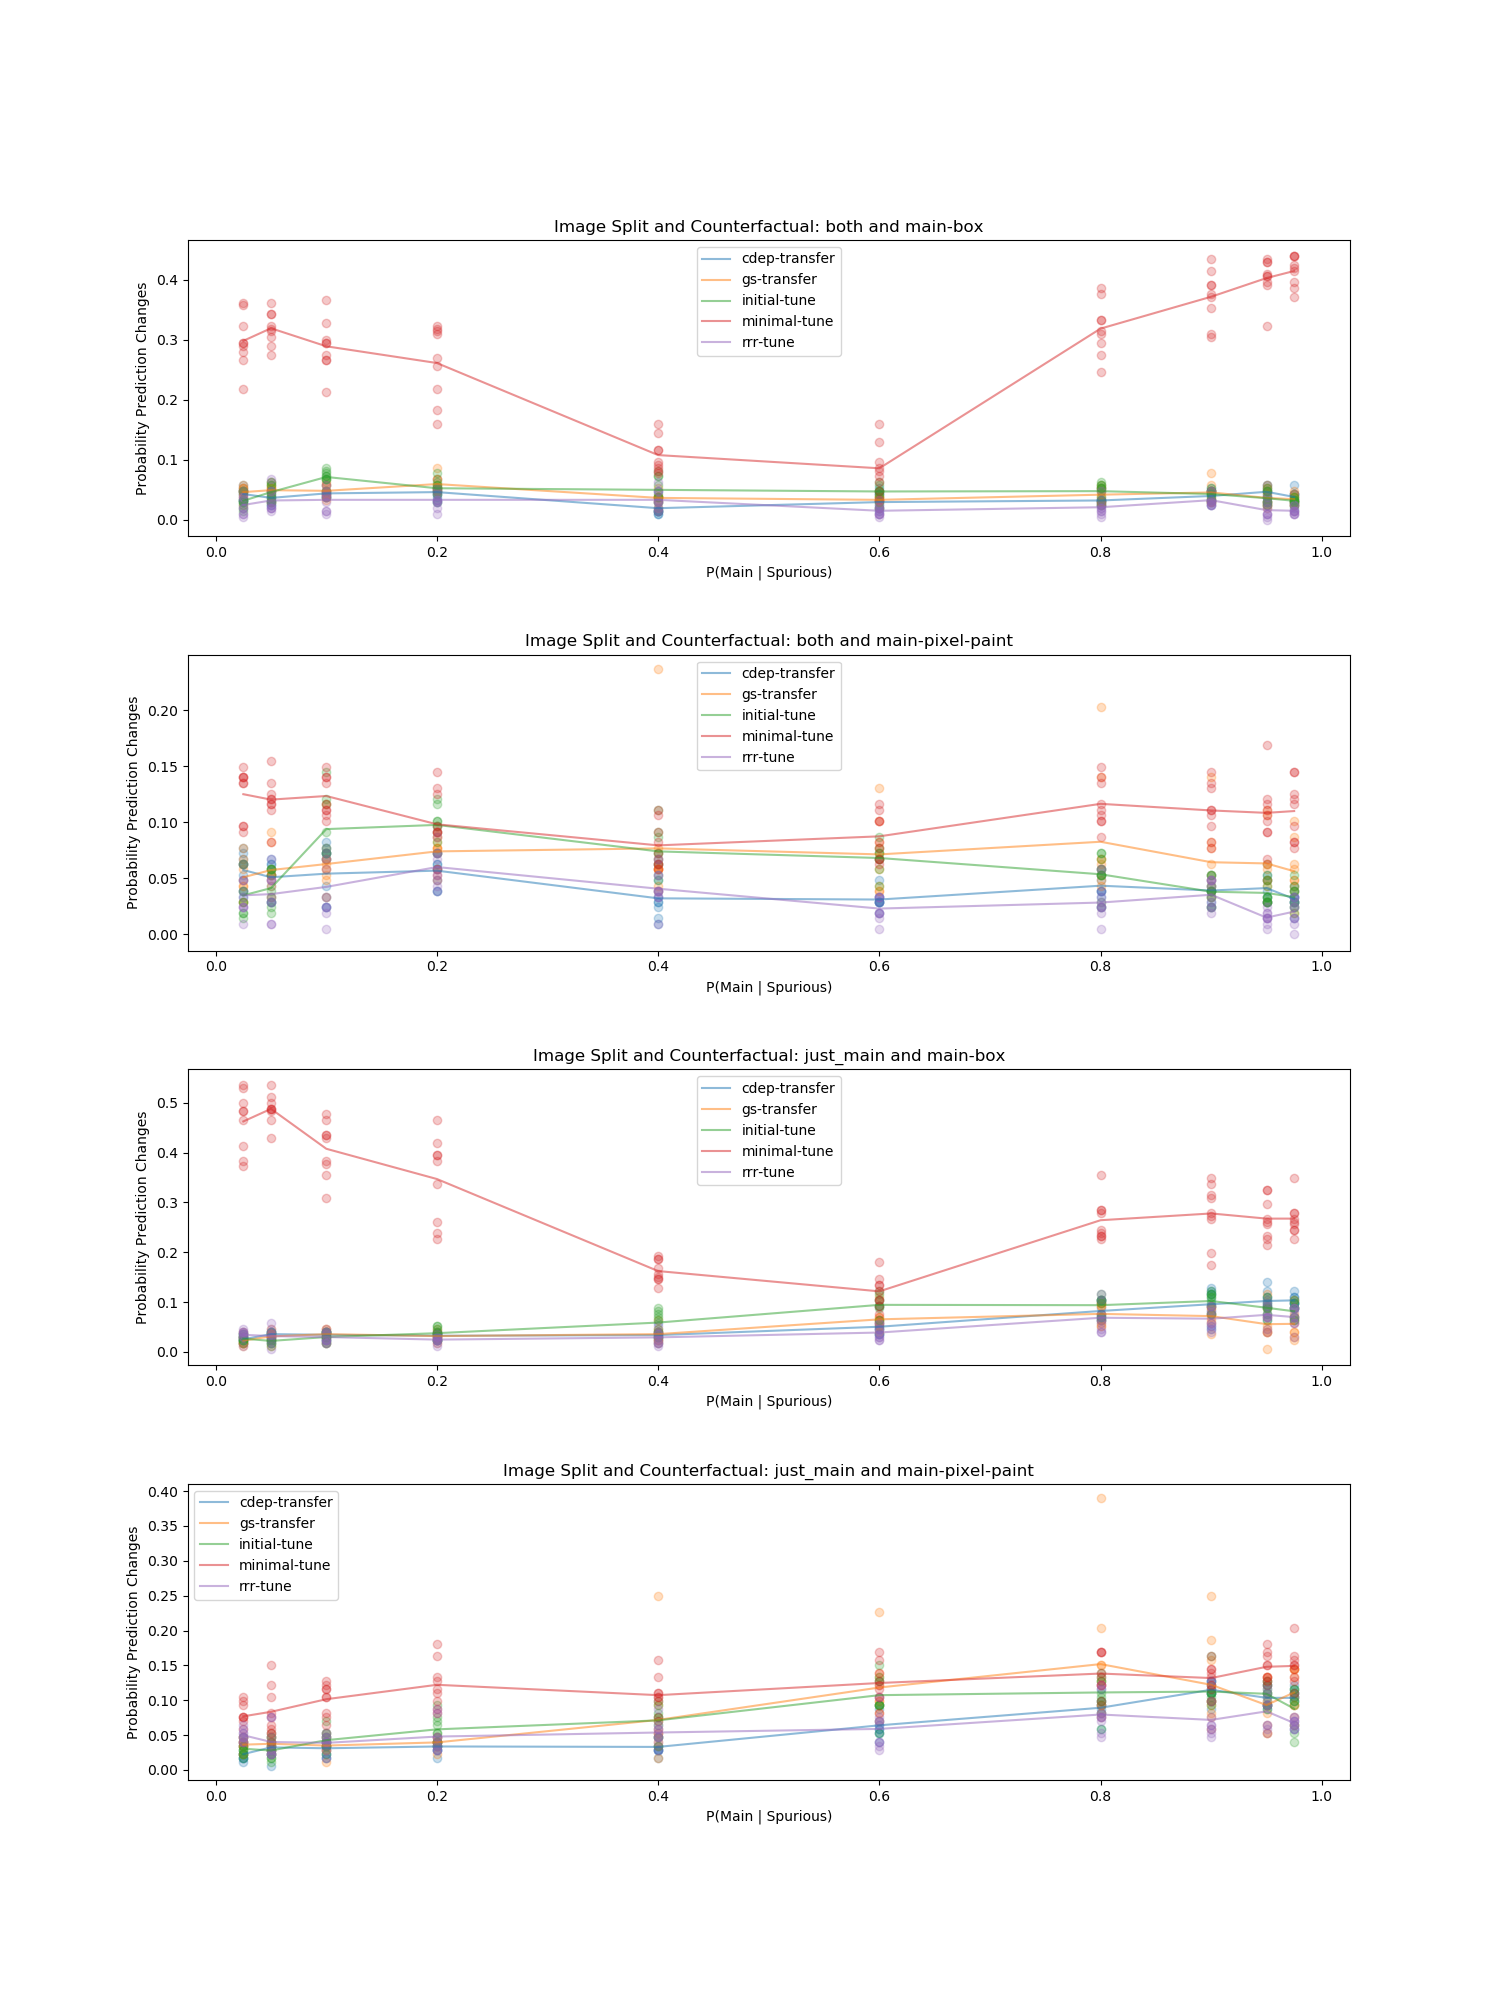 Image Split and Counterfactual: both and main-box
Probability Prediction Changes
0.4
0.3
0.2
0.1
0.0
cdep-transfer
gs-transfer
initial-tune
minimal-tune
rrr-tune
0.0 0.2 0.4 0.6 0.8 1.0
P(Main | Spurious)
Image Split and Counterfactual: both and main-pixel-paint
Probability Prediction Changes
0.20
0.15
0.10
0.05
0.00
cdep-transfer
gs-transfer
initial-tune
minimal-tune
rrr-tune
0.0 0.2 0.4 0.6 0.8 1.0
P(Main | Spurious)
Image Split and Counterfactual: just_main and main-box
Probability Prediction Changes
0.5
0.4
0.3
0.2
0.1
0.0
cdep-transfer
gs-transfer
initial-tune
minimal-tune
rrr-tune
0.0 0.2 0.4 0.6 0.8 1.0
P(Main | Spurious)
Image Split and Counterfactual: just_main and main-pixel-paint
Probability Prediction Changes
0.40
0.35
0.30
0.25
0.20
0.15
0.10
0.05
0.00
cdep-transfer
gs-transfer
initial-tune
minimal-tune
rrr-tune
0.0 0.2 0.4 0.6 0.8 1.0
P(Main | Spurious)